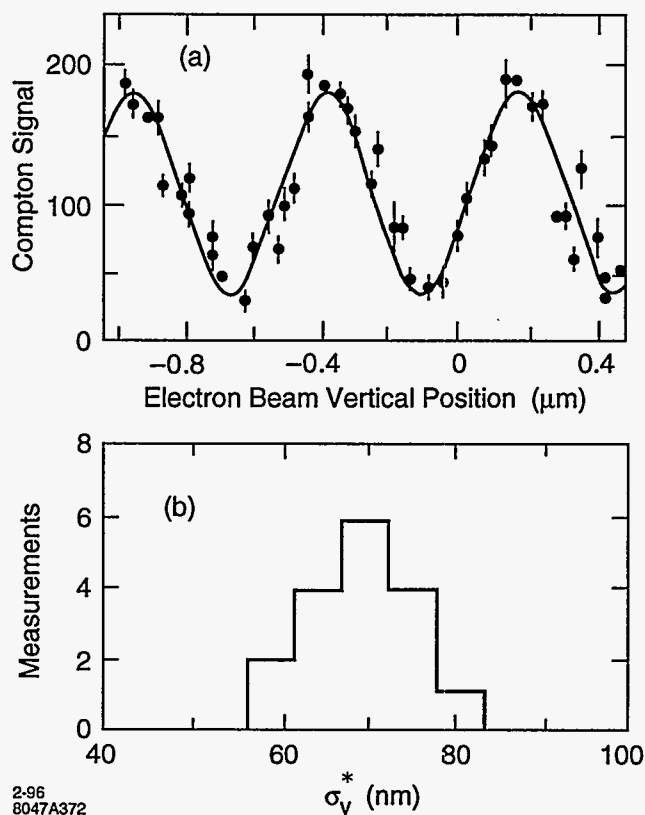 (a)
200
100
0
Compton Signal
−0.8
−0.4
0
0.4
Electron Beam Vertical Position (μm)
(b)
8
6
4
2
0
Measurements
40
60
80
100
σy* (nm)
2-96
8047A372